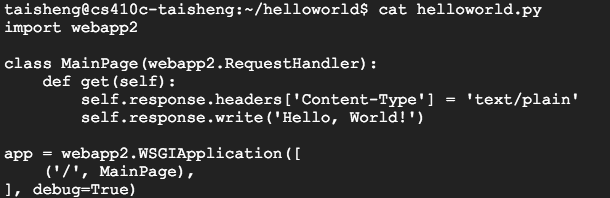 taisheng@cs410c-taisheng:~/helloworld$ cat helloworld.py
import webapp2

class MainPage(webapp2.RequestHandler):
    def get(self):
        self.response.headers['Content-Type'] = 'text/plain'
        self.response.write('Hello, World!')

app = webapp2.WSGIApplication([
    ('/', MainPage),
], debug=True)